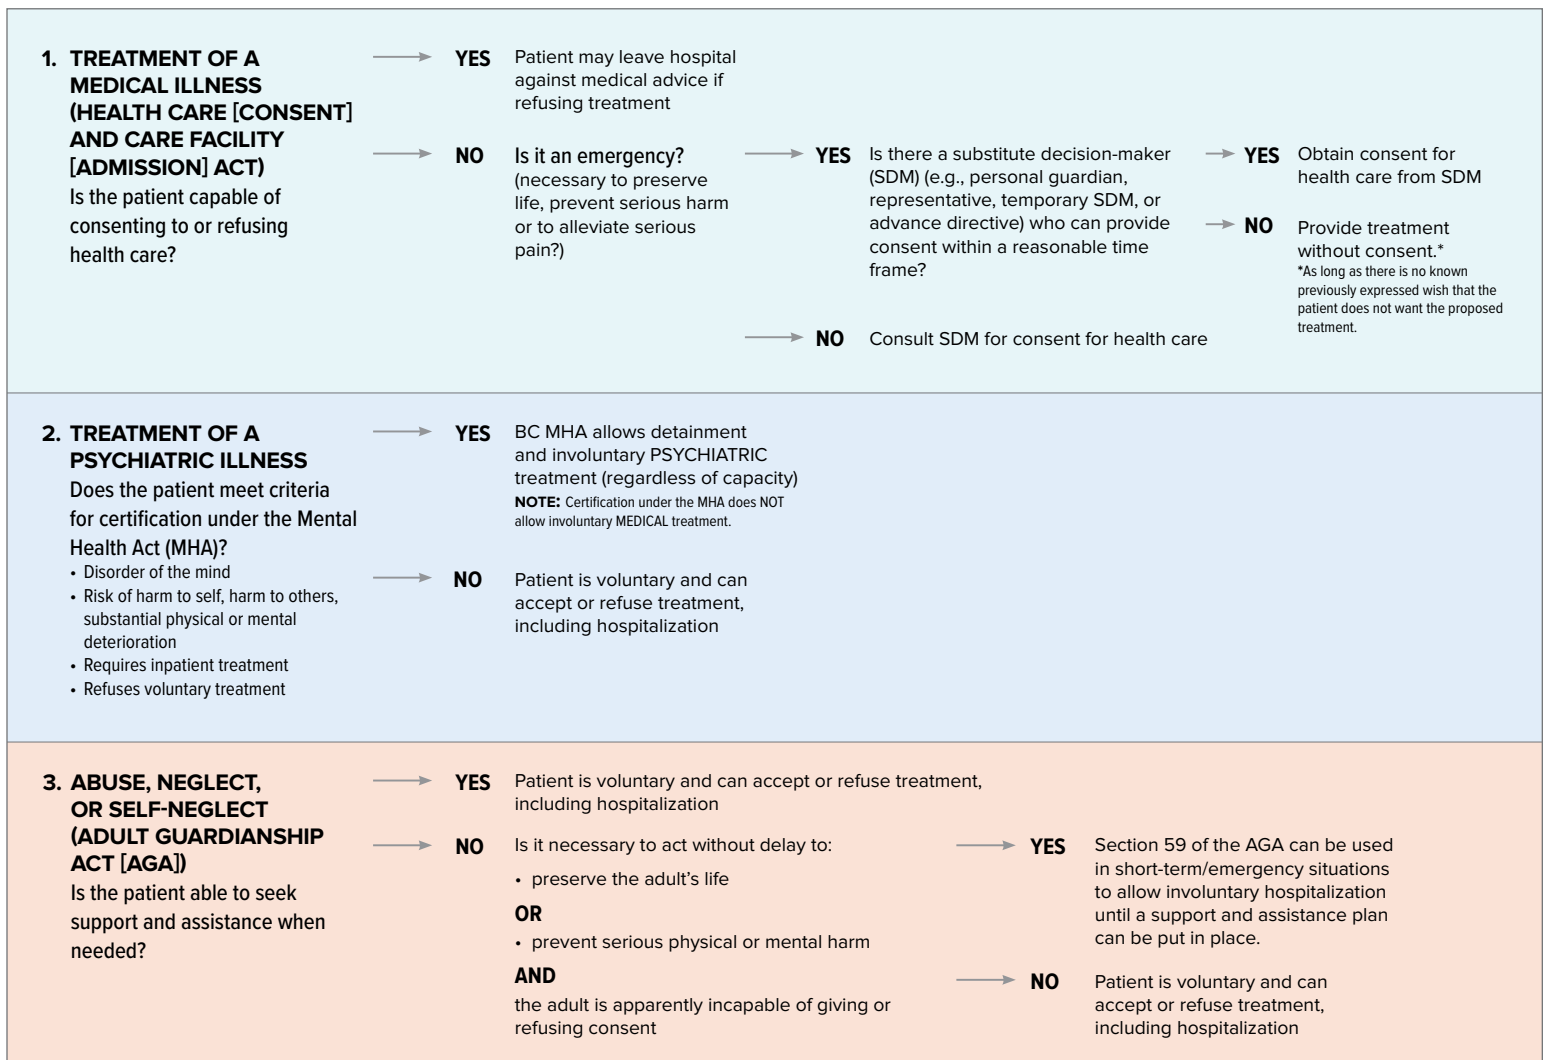 1. TREATMENT OF A
MEDICAL ILLNESS
(HEALTH CARE [CONSENT]
AND CARE FACILITY
[ADMISSION] ACT)
Is the patient capable of
consenting to or refusing
health care?
YES
Patient may leave hospital
against medical advice if
refusing treatment
NO
Is it an emergency?
(necessary to preserve
life, prevent serious harm
or to alleviate serious
pain?)
YES
Is there a substitute decision-maker
(SDM) (e.g., personal guardian,
representative, temporary SDM, or
advance directive) who can provide
consent within a reasonable time
frame?
YES
Obtain consent for
health care from SDM
NO
Provide treatment
without consent.*
*As long as there is no known
previously expressed wish that the
patient does not want the proposed
treatment.
NO
Consult SDM for consent for health care
2. TREATMENT OF A
PSYCHIATRIC ILLNESS
Does the patient meet criteria
for certification under the Mental
Health Act (MHA)?
• Disorder of the mind
• Risk of harm to self, harm to others,
substantial physical or mental
deterioration
• Requires inpatient treatment
• Refuses voluntary treatment
YES
BC MHA allows detainment
and involuntary PSYCHIATRIC
treatment (regardless of capacity)
NOTE: Certification under the MHA does NOT
allow involuntary MEDICAL treatment.
NO
Patient is voluntary and can
accept or refuse treatment,
including hospitalization
3. ABUSE, NEGLECT,
OR SELF-NEGLECT
(ADULT GUARDIANSHIP
ACT [AGA])
Is the patient able to seek
support and assistance when
needed?
YES
Patient is voluntary and can accept or refuse treatment,
including hospitalization
NO
Is it necessary to act without delay to:
• preserve the adult's life
OR
• prevent serious physical or mental harm
AND
the adult is apparently incapable of giving or
refusing consent
YES
Section 59 of the AGA can be used
in short-term/emergency situations
to allow involuntary hospitalization
until a support and assistance plan
can be put in place.
NO
Patient is voluntary and can
accept or refuse treatment,
including hospitalization